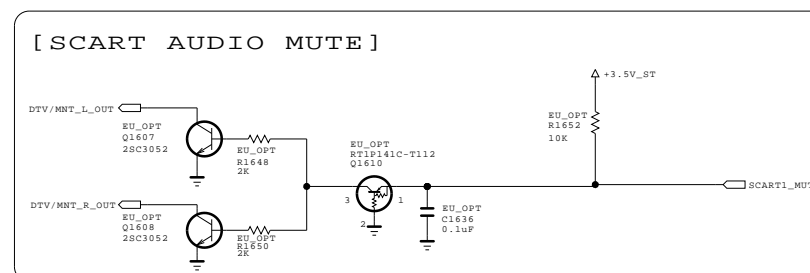 [SCART AUDIO MUTE]
+3.5V_ST
DTV/MNT_L_OUT
EU_OPT
Q1607
2SC3052
EU_OPT
R1648
2K
EU_OPT
RT1P141C-T112
Q1610
EU_OPT
R1652
10K
3
1
2
SCART1_MUT
EU_OPT
C1636
0.1uF
DTV/MNT_R_OUT
EU_OPT
Q1608
2SC3052
EU_OPT
R1650
2K